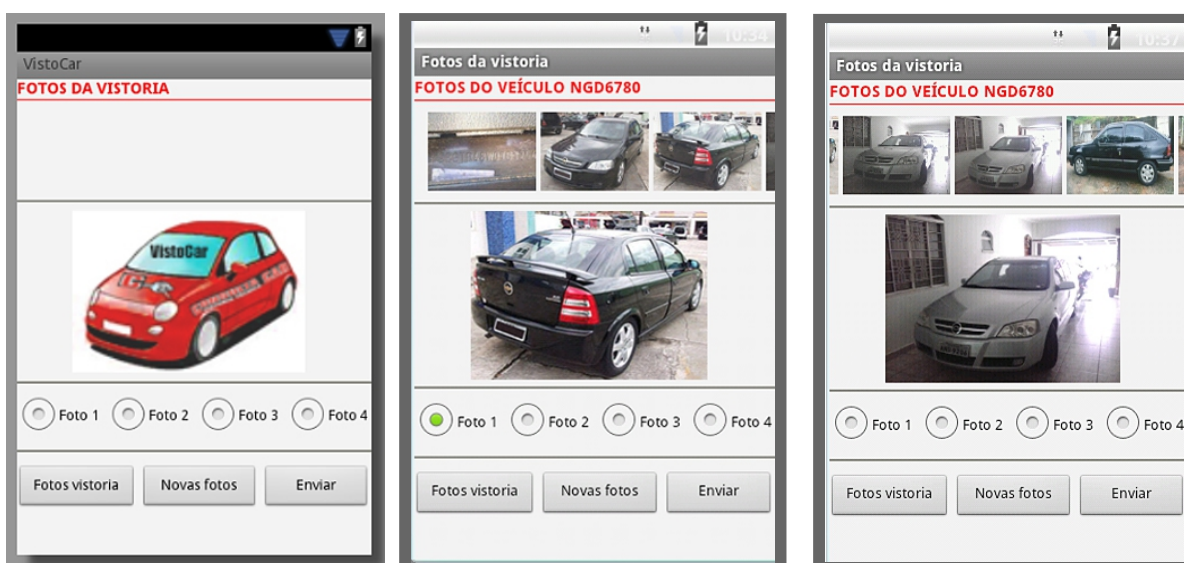 VistoCar
FOTOS DA VISTORIA
VistoCar
Foto 1 Foto 2 Foto 3 Foto 4
Fotos vistoria Novas fotos Enviar
10:34
Fotos da vistoria
FOTOS DO VEÍCULO NGD6780
Foto 1 Foto 2 Foto 3 Foto 4
Fotos vistoria Novas fotos Enviar
10:37
Fotos da vistoria
FOTOS DO VEÍCULO NGD6780
Foto 1 Foto 2 Foto 3 Foto 4
Fotos vistoria Novas fotos Enviar